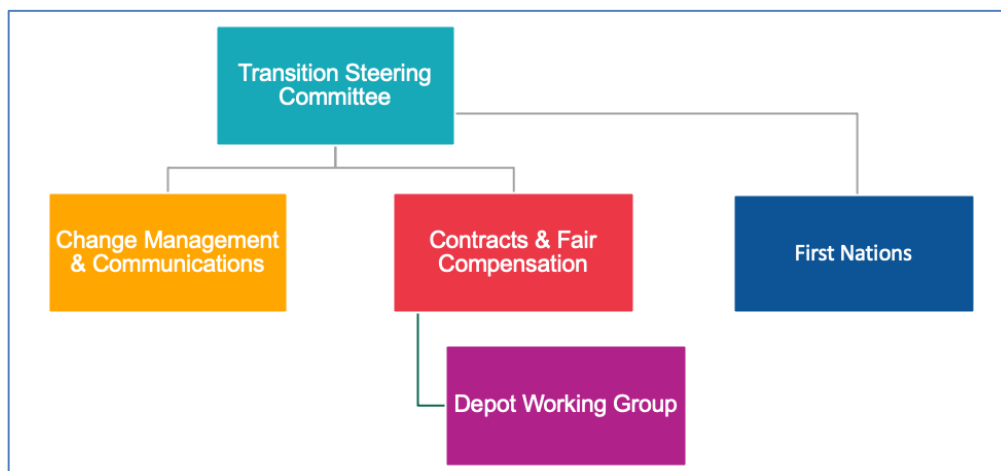 Transition Steering
Committee
Change Management
& Communications
Contracts & Fair
Compensation
First Nations
Depot Working Group